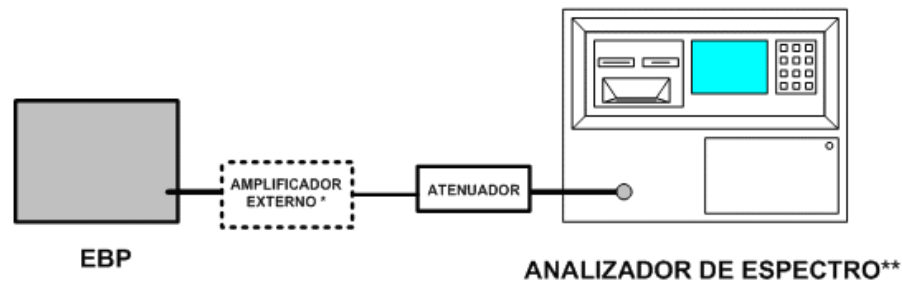 AMPLIFICADOR
EXTERNO *
ATENUADOR
EBP
ANALIZADOR DE ESPECTRO**